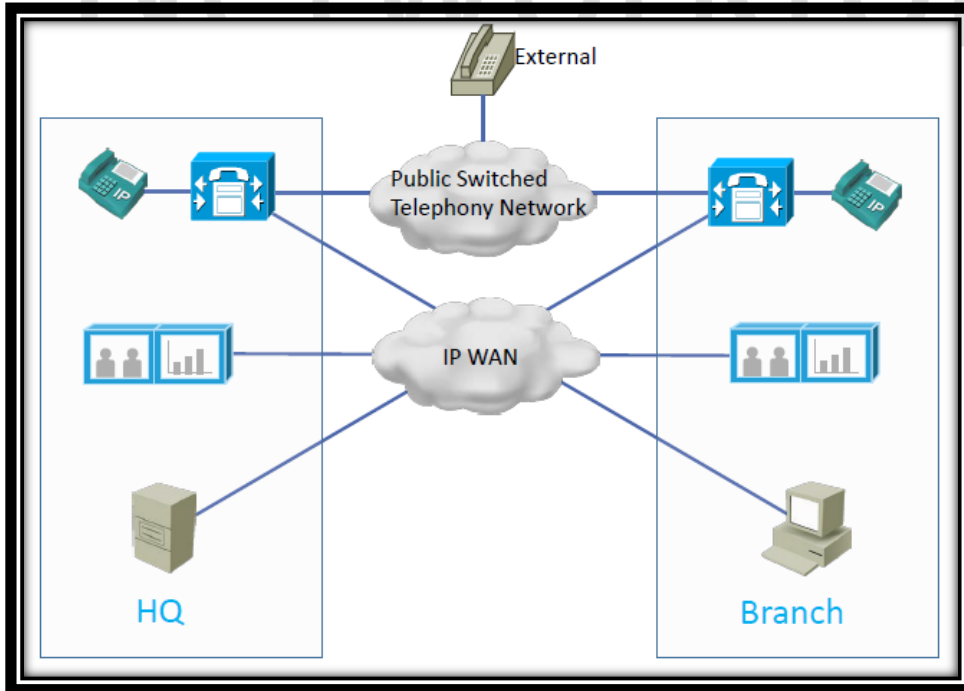 External
IP
Public Switched
Telephony Network
IP
IP WAN
HQ
Branch